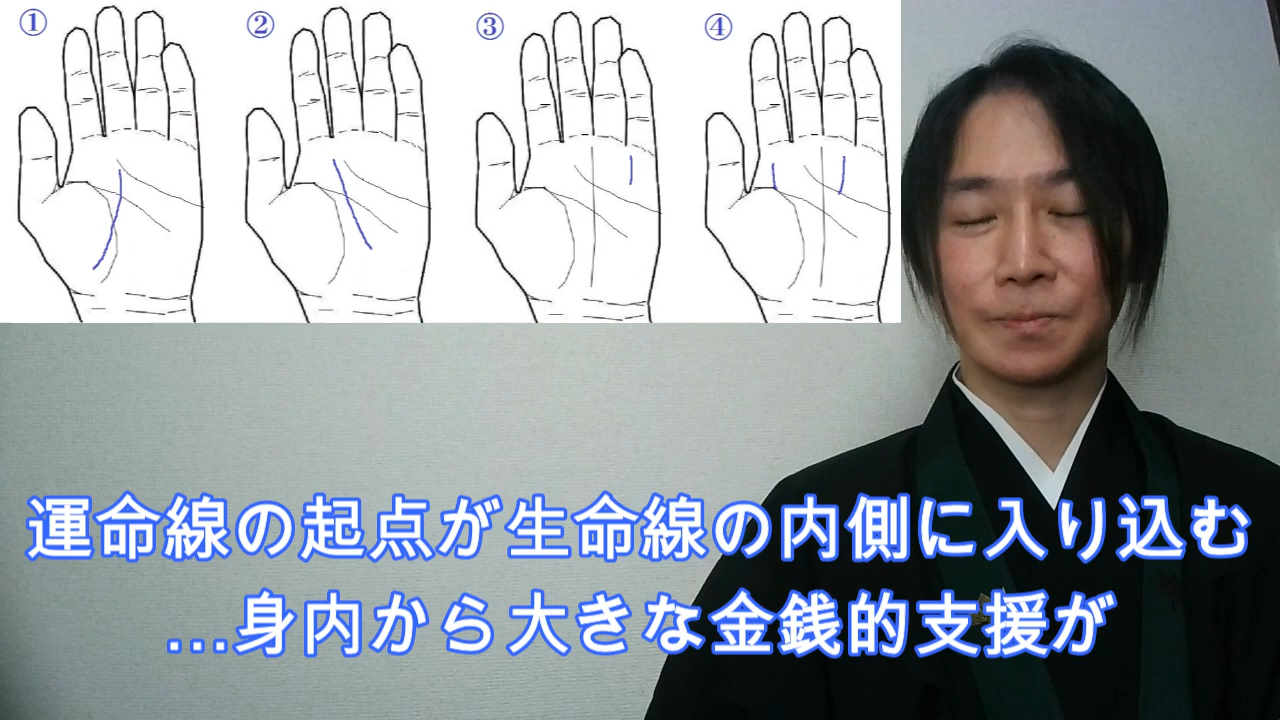 ① ② ③ ④
運命線の起点が生命線の内側に入り込む
…身内から大きな金銭的支援が